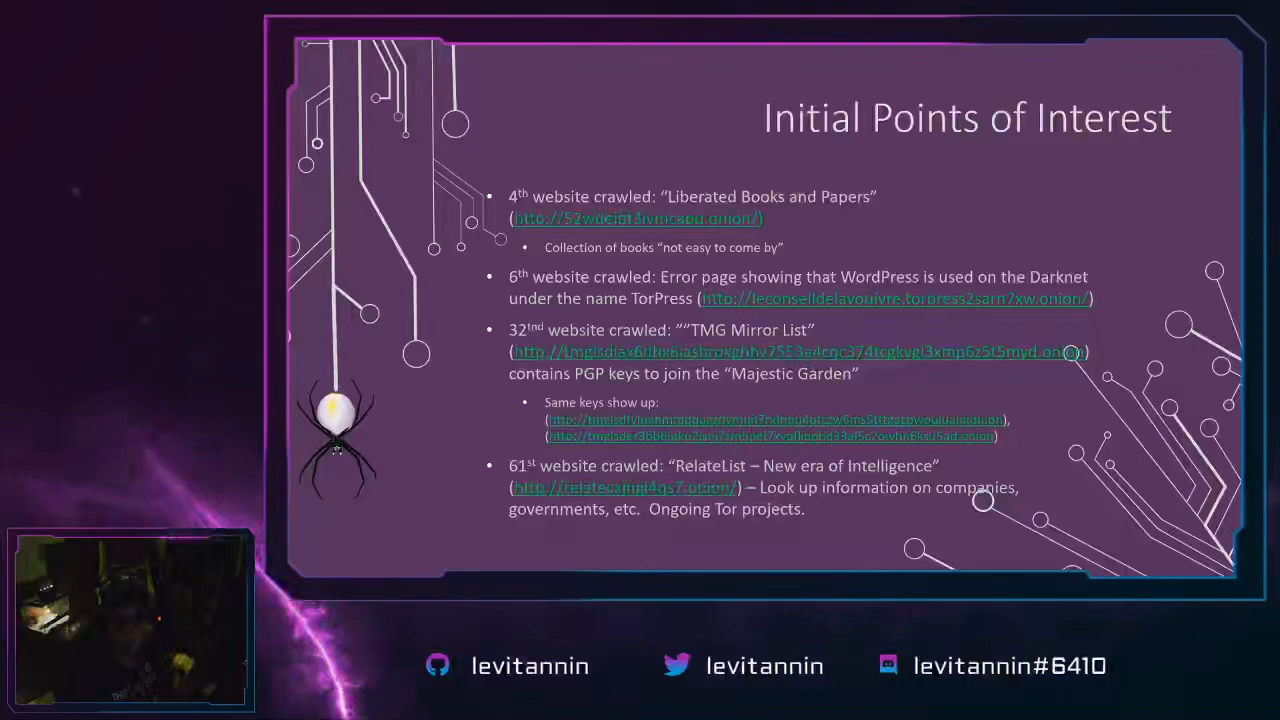 Initial Points of Interest
• 4th website crawled: “Liberated Books and Papers”
• Collection of books “not easy to come by”
• 6th website crawled: Error page showing that WordPress is used on the Darknet
under the name TorPress (http://leconselldelavouivre.torpress2sarn7xw.onion/)
• 32tnd website crawled: ““TMG Mirror List”
contains PGP keys to join the “Majestic Garden”
• Same keys show up:
• 61st website crawled: “RelateList – New era of Intelligence”
– Look up information on companies,
governments, etc. Ongoing Tor projects.
levitannin
levitannin
levitannin#6410